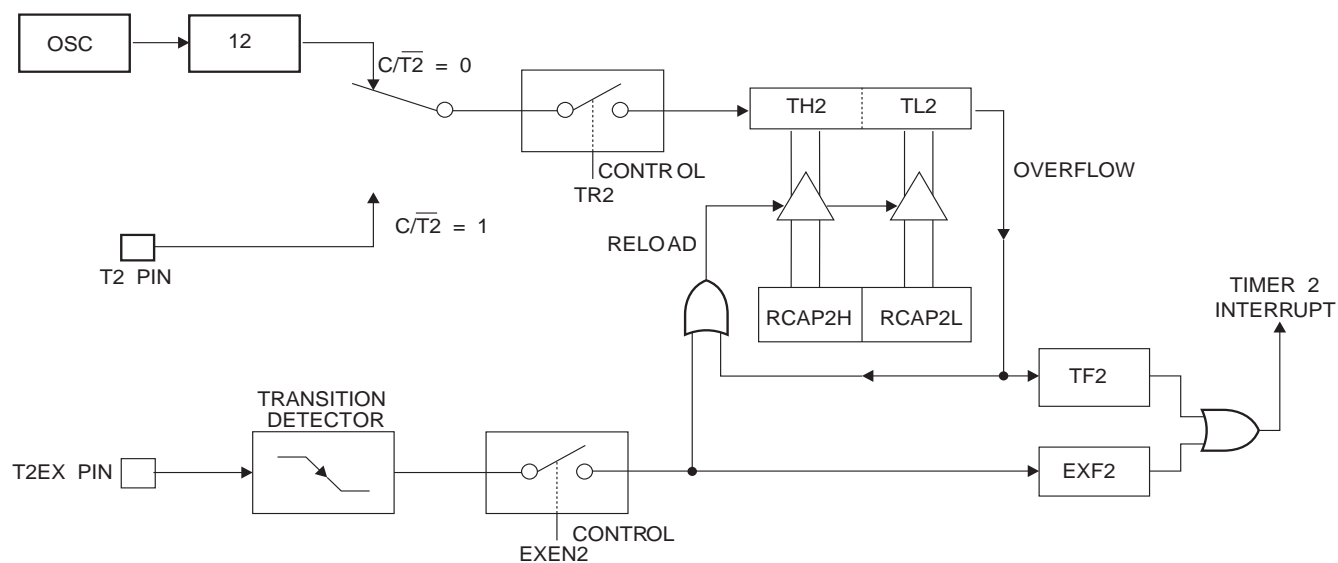 OSC
12
C/T2 = 0
TH2
TL2
CONTROL
TR2
OVERFLOW
C/T2 = 1
RELOAD
T2 PIN
TIMER 2
INTERRUPT
RCAP2H
RCAP2L
TF2
TRANSITION
DETECTOR
T2EX PIN
EXF2
CONTROL
EXEN2